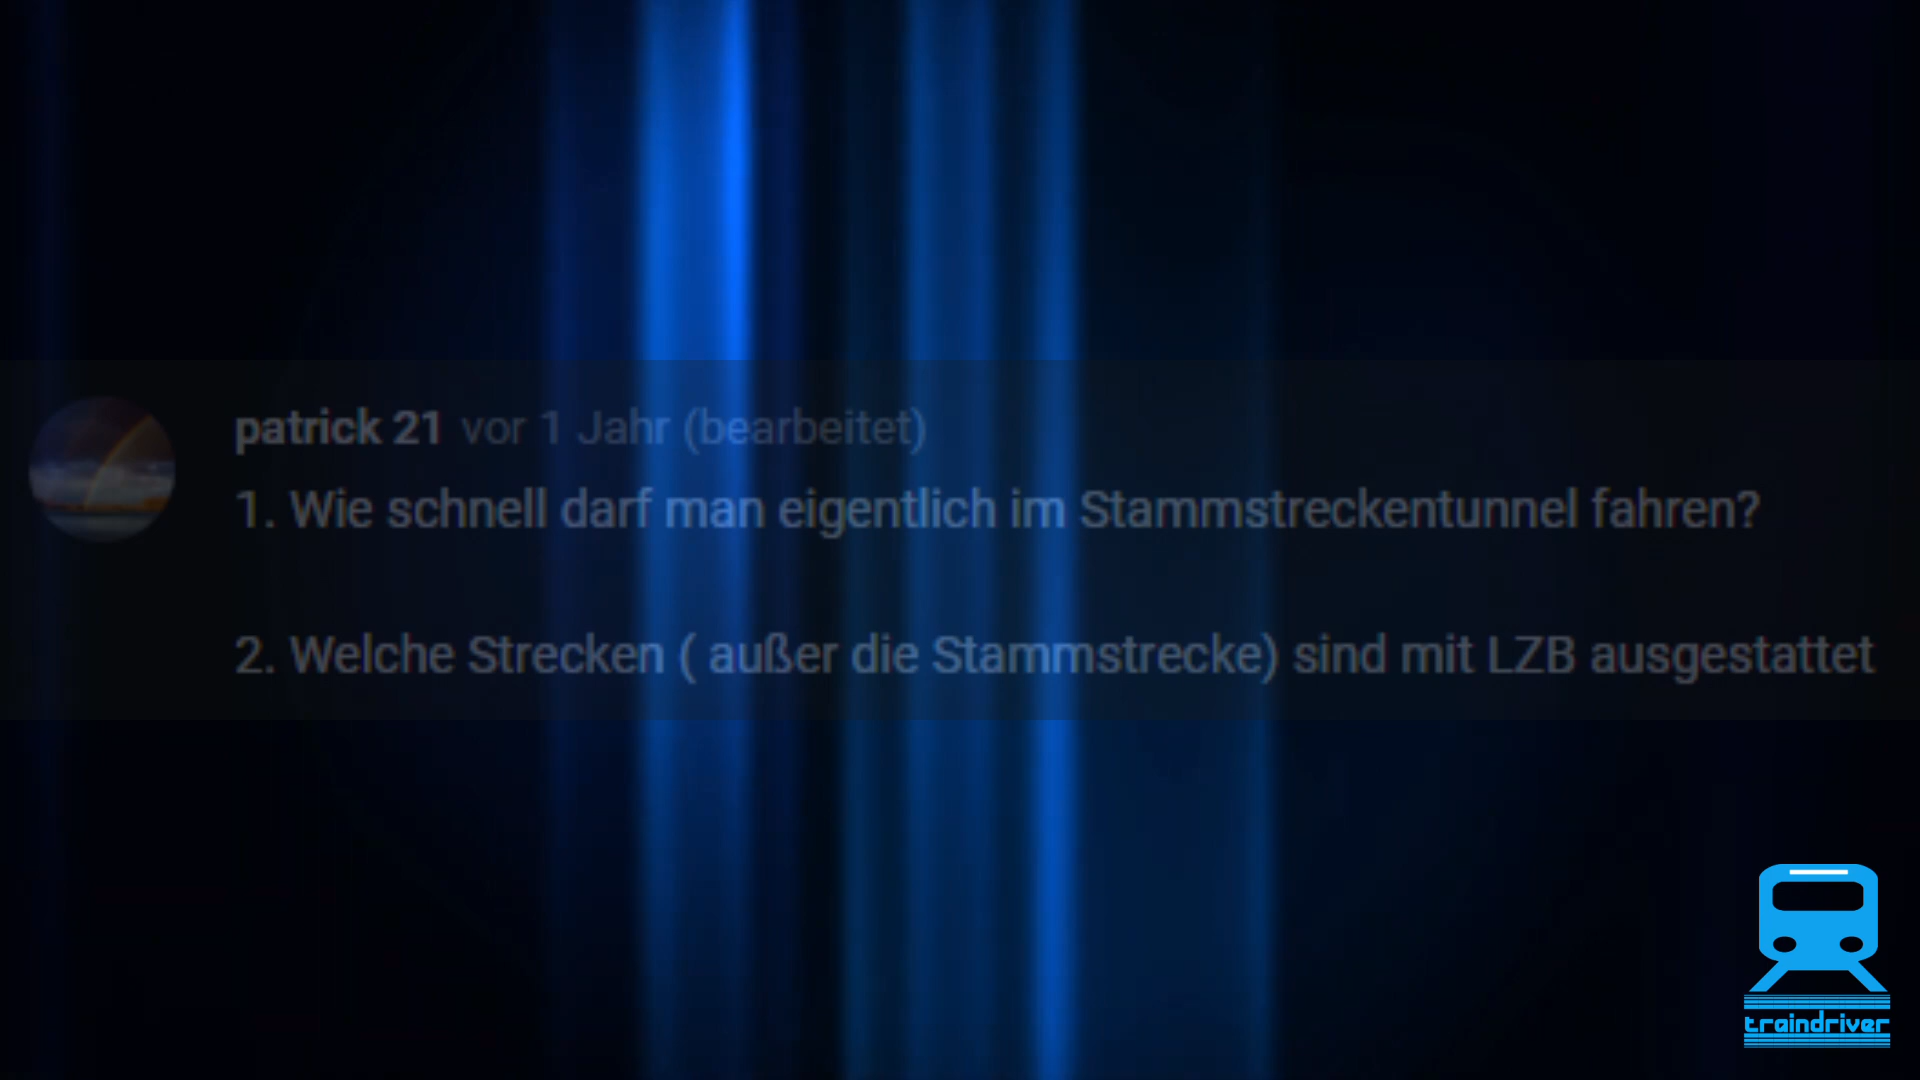 patrick 21 vor 1 Jahr (bearbeitet)
1. Wie schnell darf man eigentlich im Stammstreckentunnel fahren?
2. Welche Strecken ( außer die Stammstrecke) sind mit LZB ausgestattet
traindriver